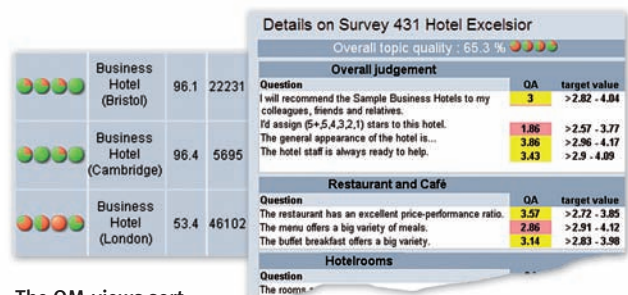 Business
Hotel
(Bristol)
96.1 22231
Business
Hotel
(Cambridge)
96.4 5695
Business
Hotel
(London)
53.4 46102
The QM-views sort
Details on Survey 431 Hotel Excelsior
Overall topic quality : 65.3 %
Overall judgement
Question QA target value
I will recommend the Sample Business Hotels to my 3 >2.82 - 4.04
colleagues, friends and relatives.
I'd assign (5+,5,4,3,2,1) stars to this hotel. 1.86 >2.57 - 3.77
The general appearance of the hotel is... 3.86 >2.96 - 4.17
The hotel staff is always ready to help. 3.43 >2.9 - 4.09
Restaurant and Café
Question QA target value
The restaurant has an excellent price-performance ratio. 3.57 >2.72 - 3.85
The menu offers a big variety of meals. 2.86 >2.91 - 4.12
The buffet breakfast offers a big variety. 3.14 >2.83 - 3.98
Hotelrooms
Question
The rooms